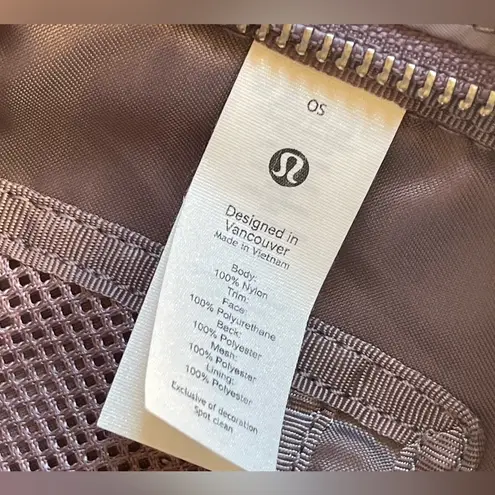 OS
Designed in
Vancouver
Made in Vietnam
Body:
100% Nylon
Trim:
Face:
100% Polyurethane
Beck:
100% Polyester
Mesh:
100% Polyester
Lining:
100% Polyester
Exclusive of decoration
Spot clean